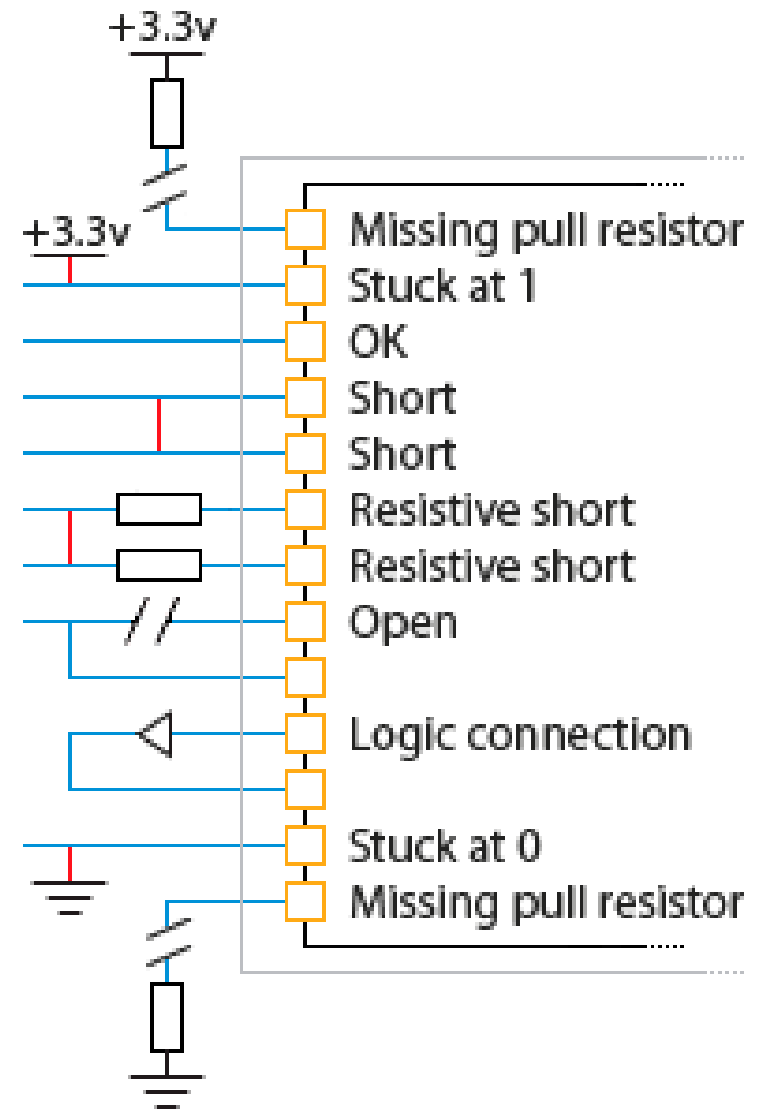 +3.3v
Missing pull resistor
+3.3v
Stuck at 1
OK
Short
Short
Resistive short
Resistive short
Open
Logic connection
Stuck at 0
Missing pull resistor